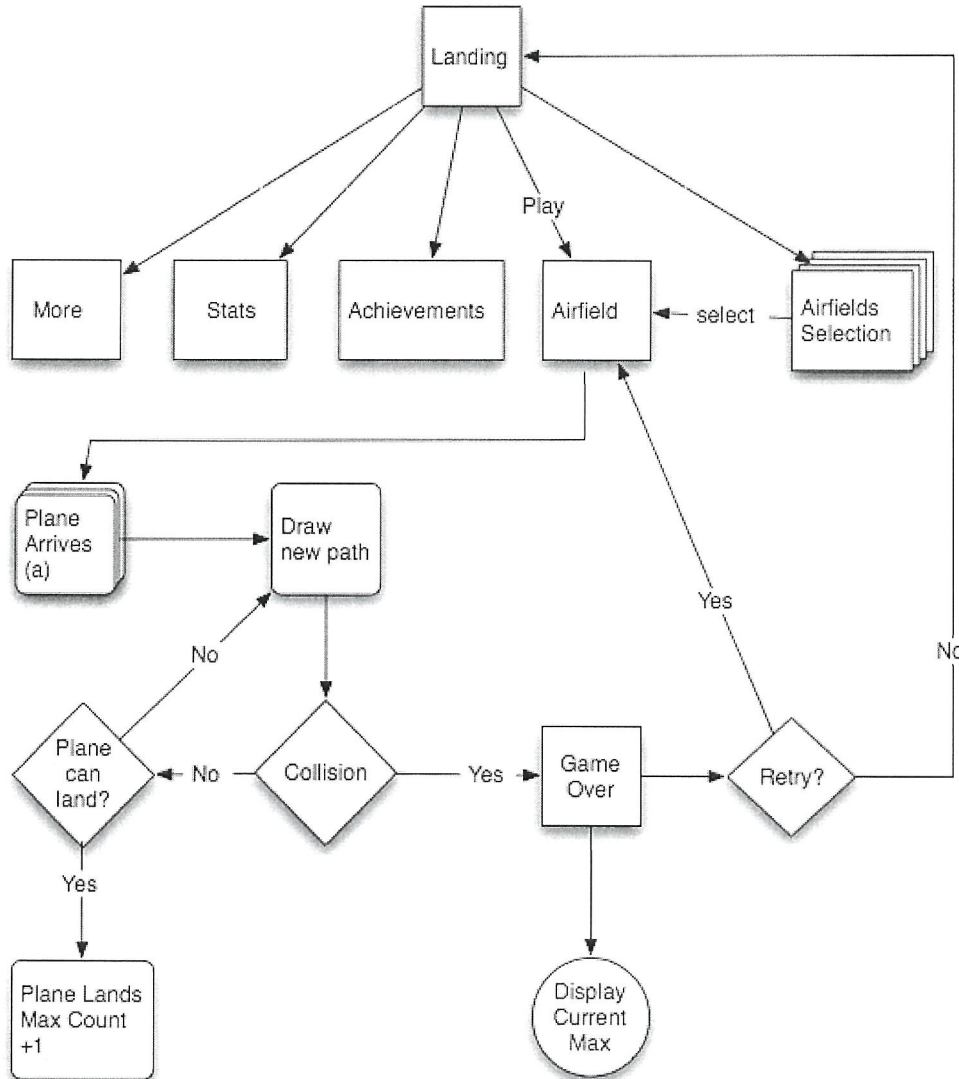 Landing
Play
More
Stats
Achievements
Airfield
select
Airfields
Selection
Plane
Arrives
(a)
Draw
new path
Yes
No
No
Plane
can
land?
No
Collision
Yes
Game
Over
Retry?
Yes
Plane Lands
Max Count
+1
Display
Current
Max